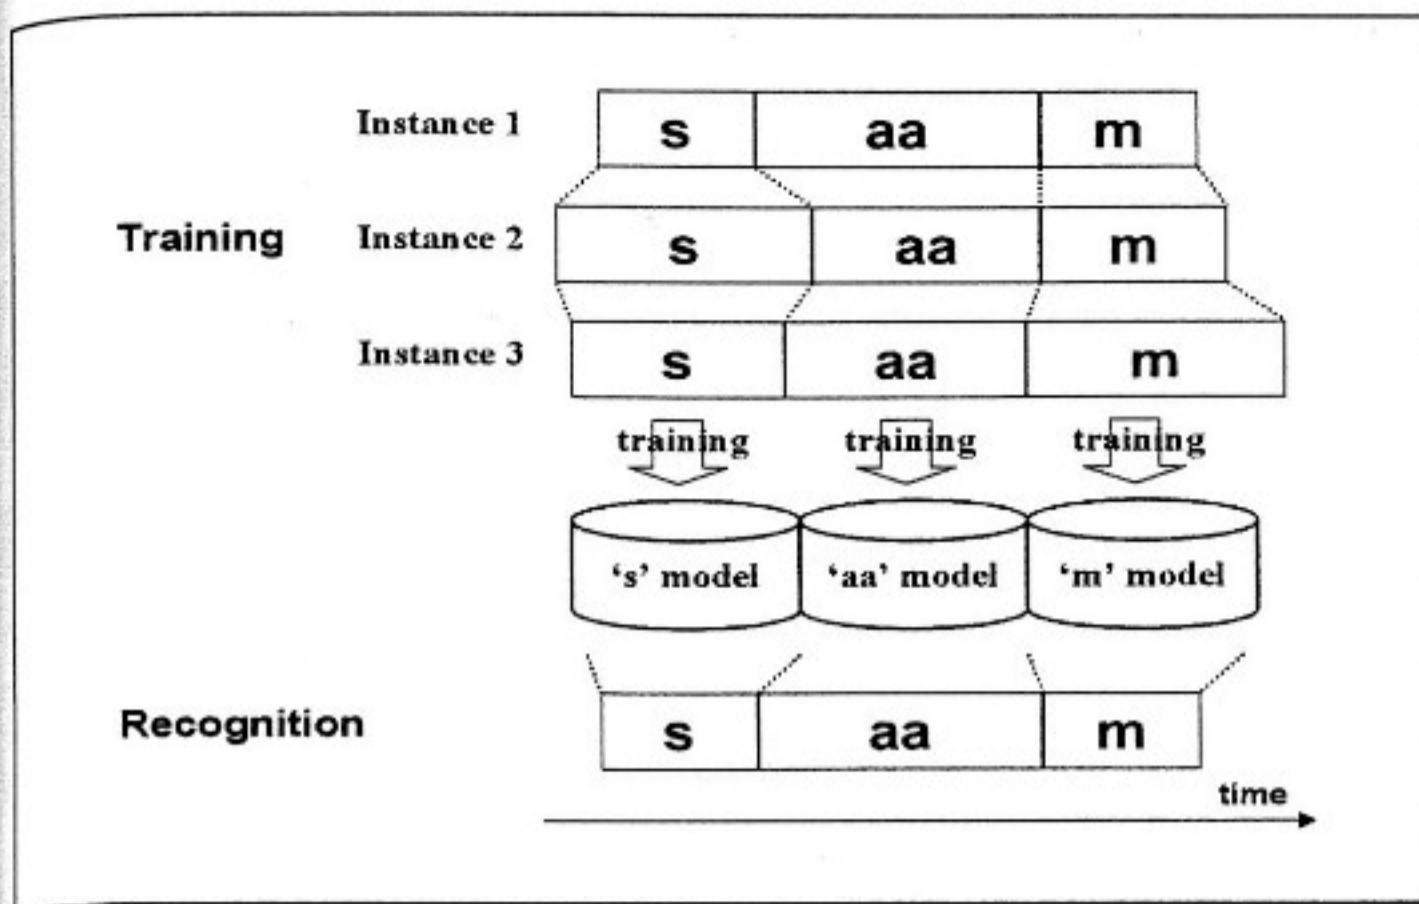 Instance 1 s aa m
Training Instance 2 s aa m
Instance 3 s aa m
training training training
‘s’ model ‘aa’ model ‘m’ model
Recognition s aa m
time